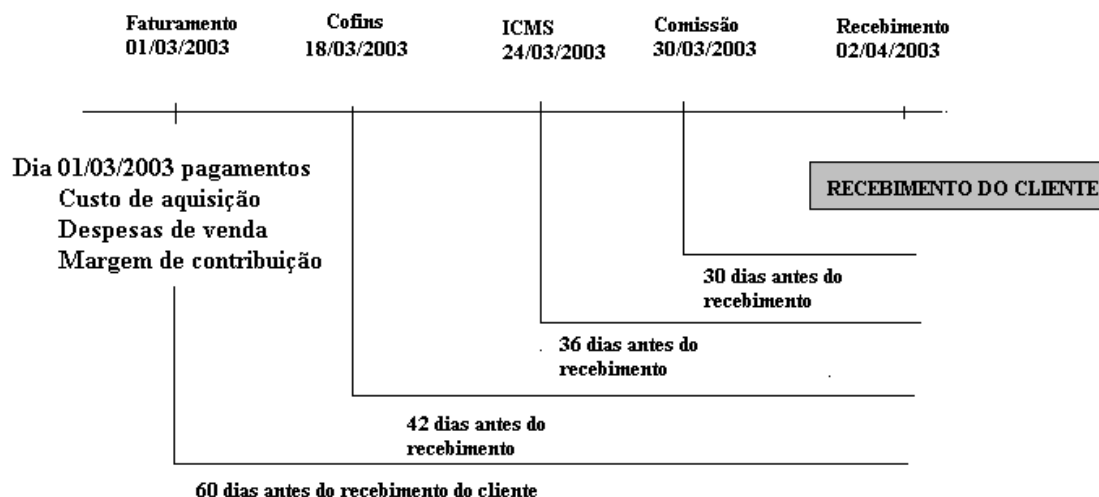 Faturamento
01/03/2003
Cofins
18/03/2003
ICMS
24/03/2003
Comissão
30/03/2003
Recebimento
02/04/2003
Dia 01/03/2003 pagamentos
Custo de aquisição
Despesas de venda
Margem de contribuição
RECEBIMENTO DO CLIENTE
30 dias antes do
recebimento
36 dias antes do
recebimento
42 dias antes do
recebimento
60 dias antes do recebimento do cliente